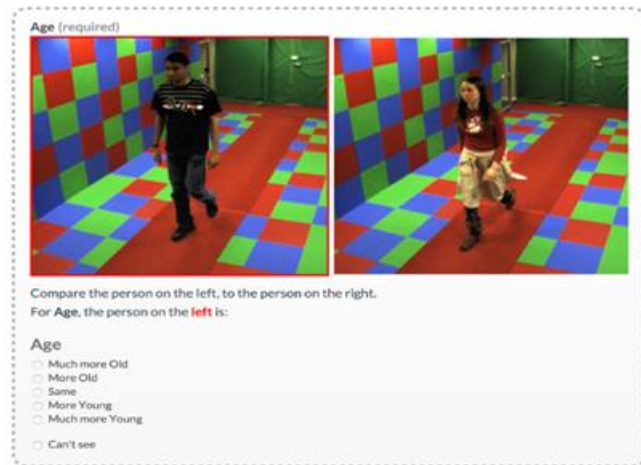 Age (required)
Compare the person on the left, to the person on the right.
For Age, the person on the left is:
Age
Much more Old
More Old
Same
More Young
Much more Young
Can't see